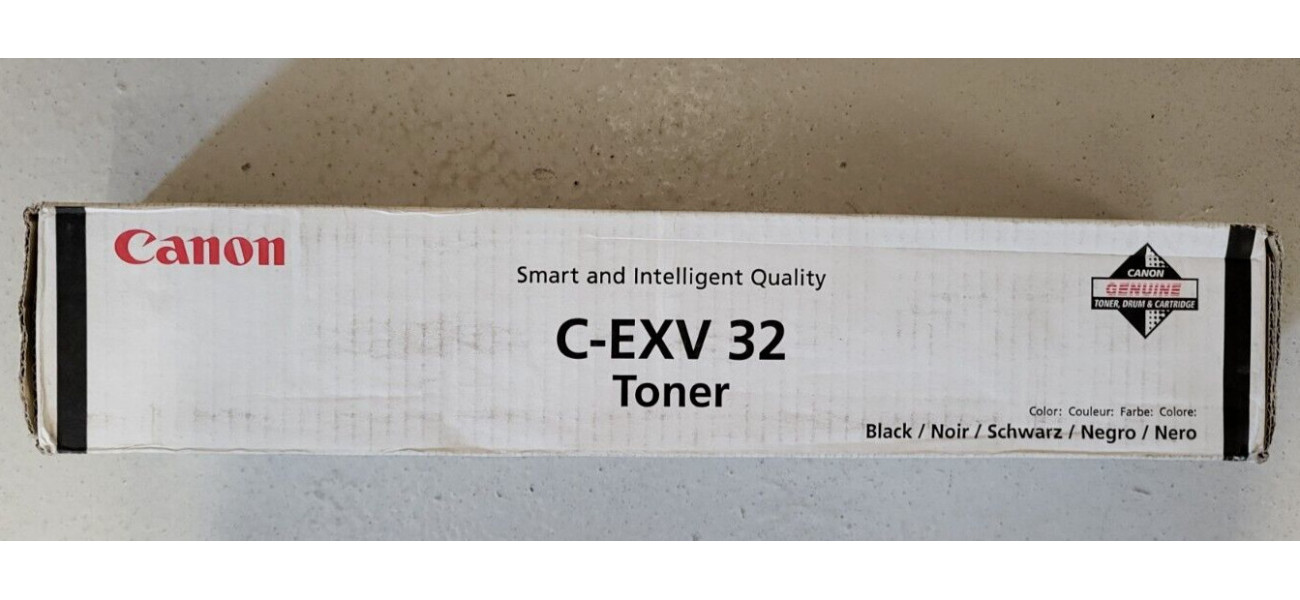 Canon
Smart and Intelligent Quality
C-EXV 32
Toner
CANON
GENUINE
TONER, DRUM & CARTRIDGE
Color: Couleur: Farbe: Colore:
Black / Noir / Schwarz / Negro / Nero